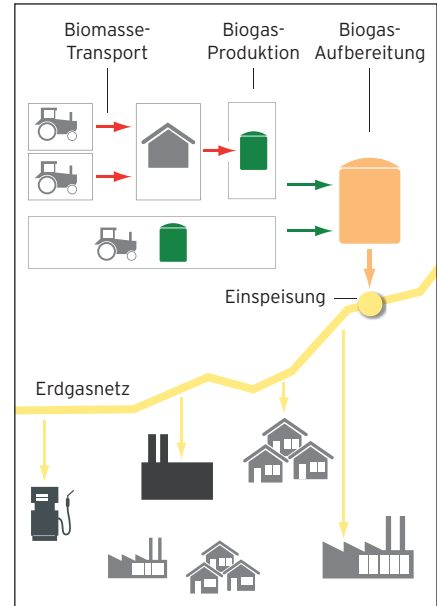 Biomasse-
Transport
Biogas-
Produktion
Biogas-
Aufbereitung
Einspeisung
Erdgasnetz